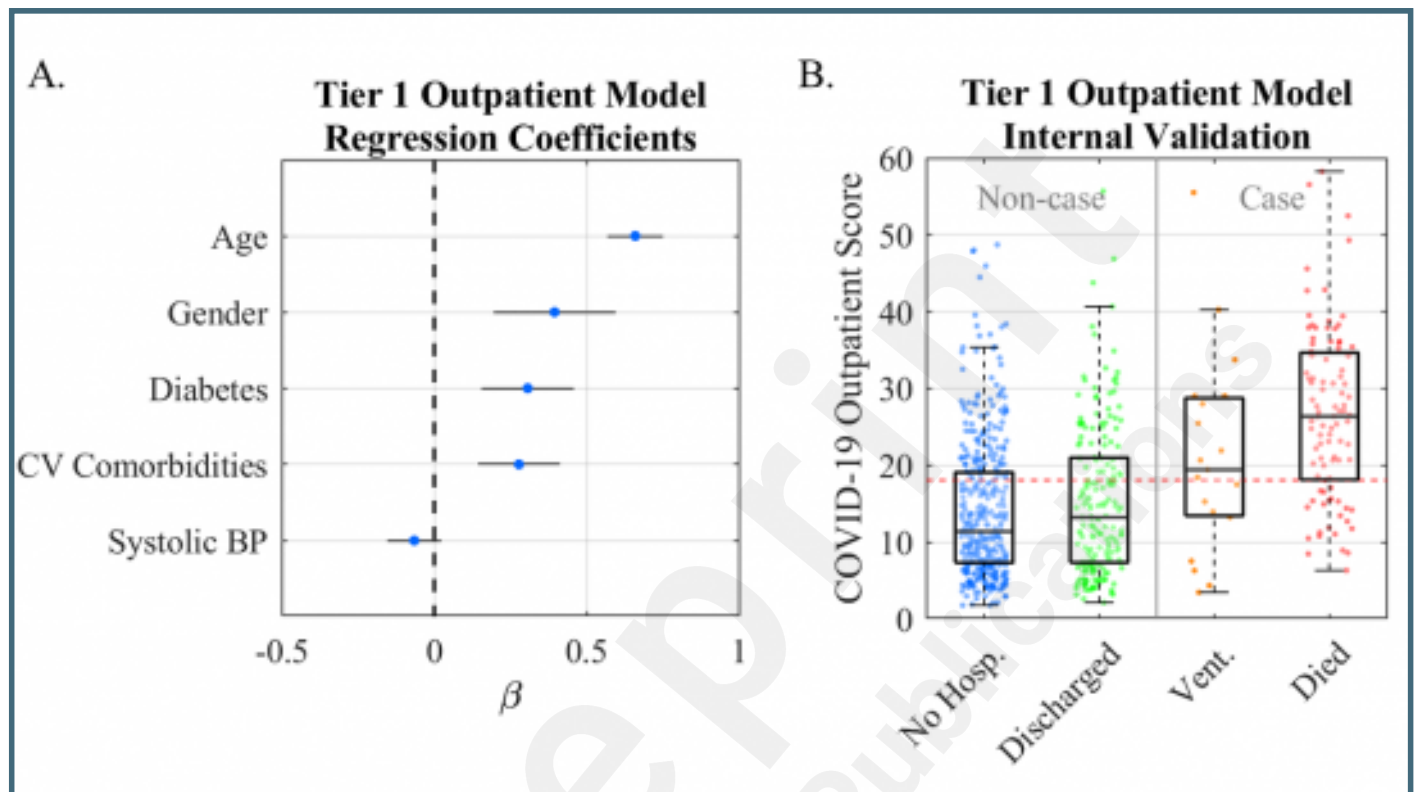 A.
Tier 1 Outpatient Model
Regression Coefficients
Age
Gender
Diabetes
CV Comorbidities
Systolic BP
-0.5 0 0.5 1
β
B.
Tier 1 Outpatient Model
Internal Validation
COVID-19 Outpatient Score
60
50
40
30
20
10
0
Non-case Case
No Hosp.
Discharged
Vent.
Died
eprint
Publications